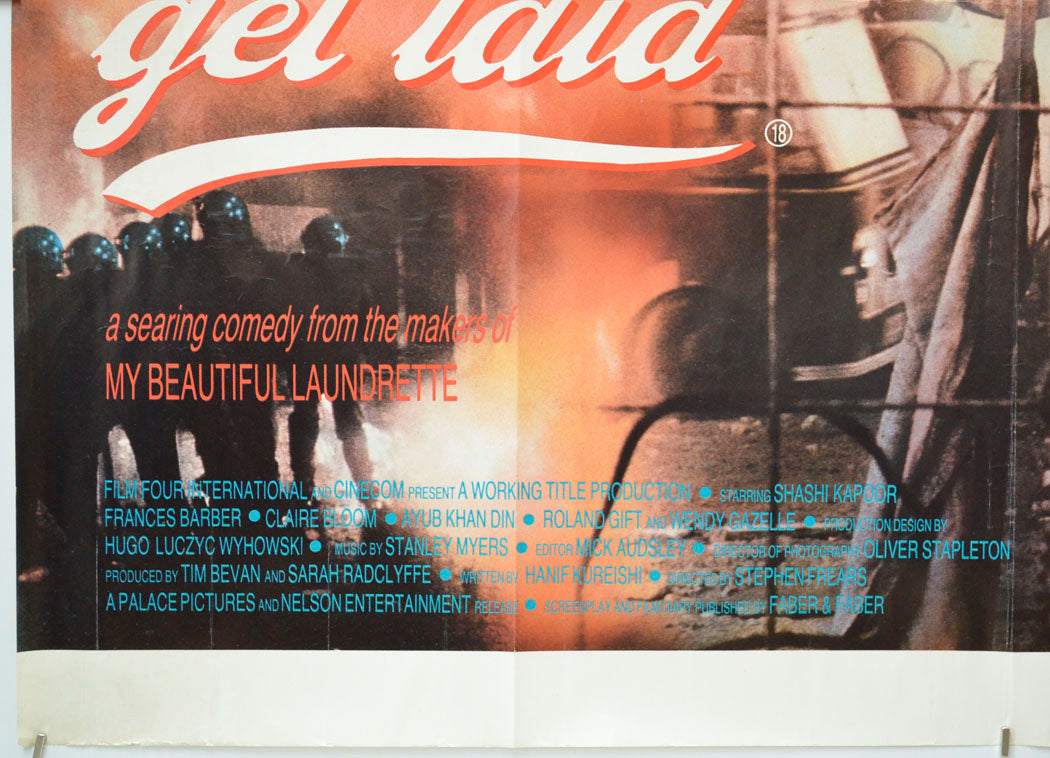 get laid
18
a searing comedy from the makers of
MY BEAUTIFUL LAUNDRETTE
FILM FOUR INTERNATIONAL AND CINECOM PRESENT A WORKING TITLE PRODUCTION ● STARRING SHASHI KAPOOR
FRANCES BARBER ● CLAIRE BLOOM ● AYUB KHAN DIN ● ROLAND GIFT AND WENDY GAZELLE ● PRODUCTION DESIGN BY
HUGO LUCZYC WYHOWSKI ● MUSIC BY STANLEY MYERS ● EDITOR MICK AUDSLEY ● DIRECTOR OF PHOTOGRAPHY OLIVER STAPLETON
PRODUCED BY TIM BEVAN AND SARAH RADCLYFFE ● WRITTEN BY HANIF KUREISHI ● DIRECTED BY STEPHEN FREARS
A PALACE PICTURES AND NELSON ENTERTAINMENT RELEASE ● SCREENPLAY AND FILM DIARY PUBLISHED BY FABER & FABER